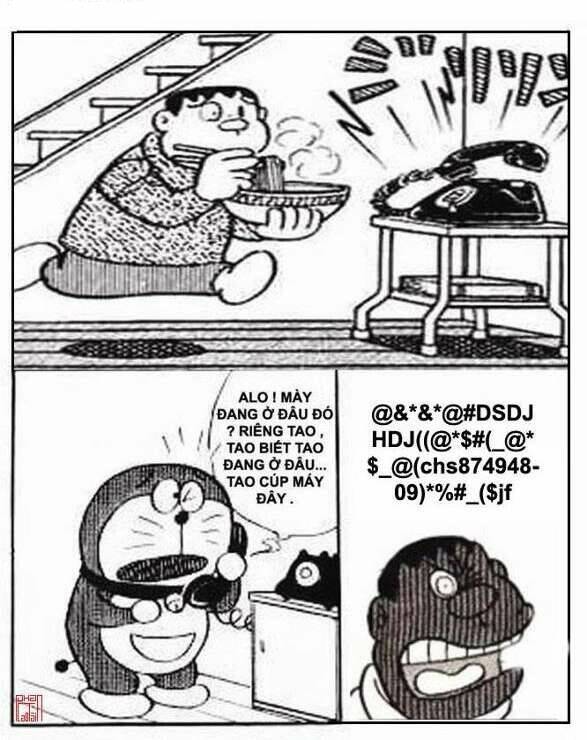 ALO ! MÀY
ĐANG Ở ĐÂU ĐÓ
? RIÊNG TAO ,
TAO BIẾT TAO
ĐANG Ở ĐÂU...
TAO CÚP MÁY
ĐÂY .
@&*&*@#DSDJ
HDJ((@*$#(_@*
$_@(chs874948-
09)*%#_($jf